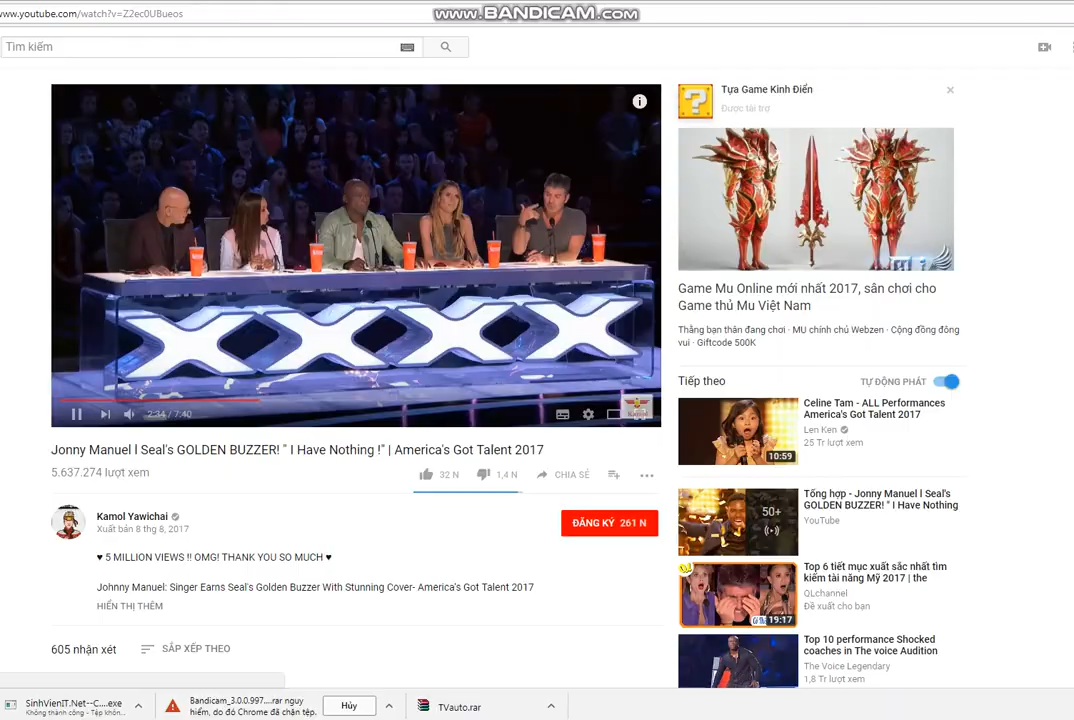 www.youtube.com/watch?v=Z2ec0UBueos
www.BANDICAM.com
Tìm kiếm
2:34 / 7:40
Jonny Manuel l Seal's GOLDEN BUZZER! " I Have Nothing !" | America's Got Talent 2017
5.637.274 lượt xem
32 N
1,4 N
CHIA SẺ
Kamol Yawichai
Xuất bản 8 thg 8, 2017
ĐĂNG KÝ 261 N
♥ 5 MILLION VIEWS !! OMG! THANK YOU SO MUCH ♥
Johnny Manuel: Singer Earns Seal's Golden Buzzer With Stunning Cover- America's Got Talent 2017
HIỂN THỊ THÊM
605 nhận xét
SẮP XẾP THEO
Tựa Game Kinh Điển
Được tài trợ
Game Mu Online mới nhất 2017, sân chơi cho
Game thủ Mu Việt Nam
Thằng bạn thân đang chơi · MU chính chủ Webzen · Cộng đồng đông
vui · Giftcode 500K
Tiếp theo
TỰ ĐỘNG PHÁT
10:59
Celine Tam - ALL Performances
America's Got Talent 2017
Len Ken
25 Tr lượt xem
50+
Tổng hợp - Jonny Manuel l Seal's
GOLDEN BUZZER! " I Have Nothing
YouTube
19:17
Top 6 tiết mục xuất sắc nhất tìm
kiếm tài năng Mỹ 2017 | the
QLchannel
Đề xuất cho bạn
Top 10 performance Shocked
coaches in The voice Audition
The Voice Legendary
1,8 Tr lượt xem
SinhVienIT.Net--C....exe
Không thành công - Tệp khôn...
Bandicam_3.0.0.997....rar nguy
hiểm, do đó Chrome đã chặn tệp.
Hủy
TVauto.rar